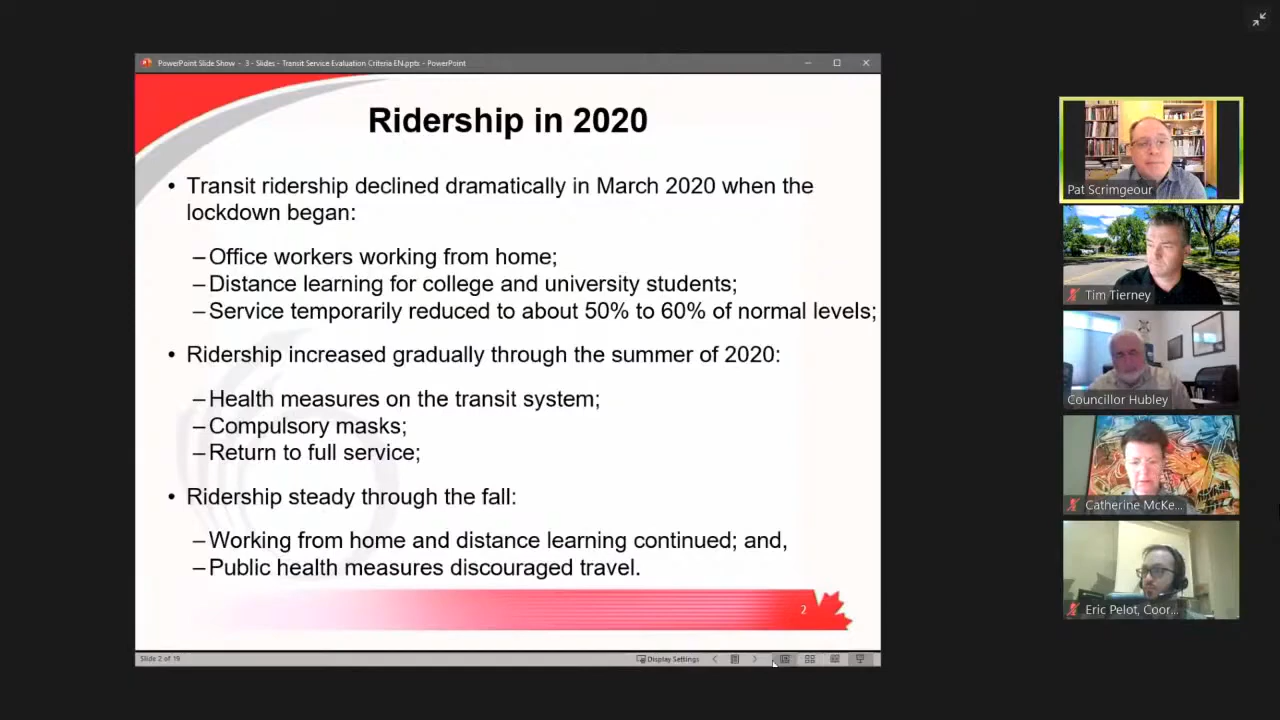 PowerPoint Slide Show - 3 - Slides - Transit Service Evaluation Criteria EN.ppts - PowerPoint
Ridership in 2020
• Transit ridership declined dramatically in March 2020 when the
lockdown began:
–Office workers working from home;
–Distance learning for college and university students;
–Service temporarily reduced to about 50% to 60% of normal levels;
• Ridership increased gradually through the summer of 2020:
–Health measures on the transit system;
–Compulsory masks;
–Return to full service;
• Ridership steady through the fall:
–Working from home and distance learning continued; and,
–Public health measures discouraged travel.
2
Slide 2 of 19
Display Settings
Pat Scrimgeour
Tim Tierney
Councillor Hubley
Catherine McKe...
Eric Pelot, Coor...